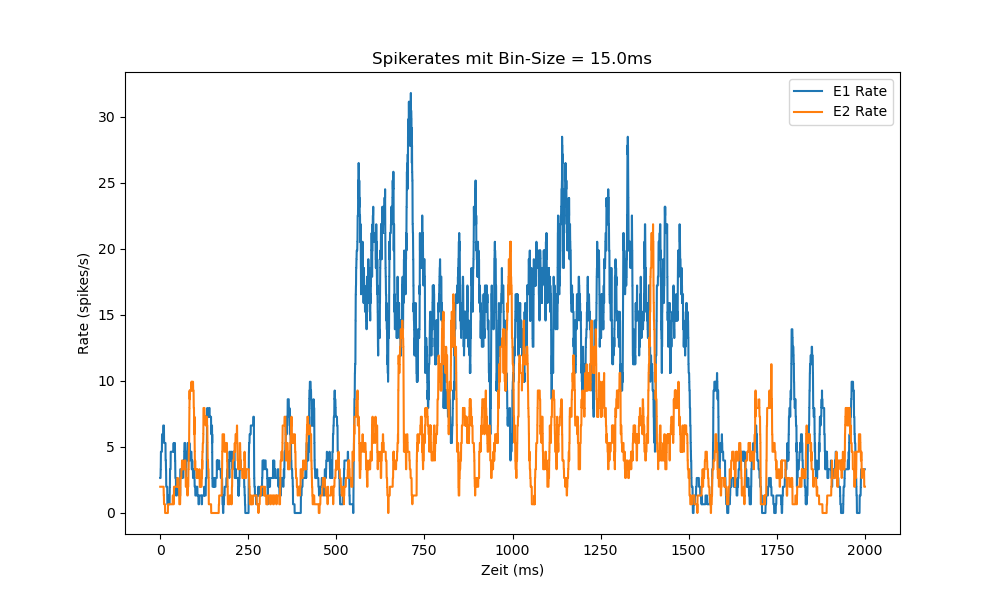 Spikerates mit Bin-Size = 15.0ms
E1 Rate
E2 Rate
Rate (spikes/s)
30
25
20
15
10
5
0
0 250 500 750 1000 1250 1500 1750 2000
Zeit (ms)